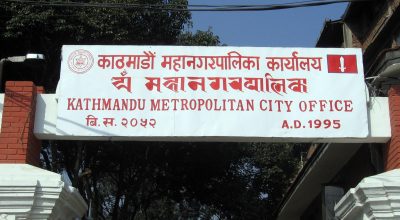 काठमाडौं महानगरपालिका कार्यालय
KATHMANDU METROPOLITAN CITY OFFICE
बि.स. २०५२ A.D. 1995